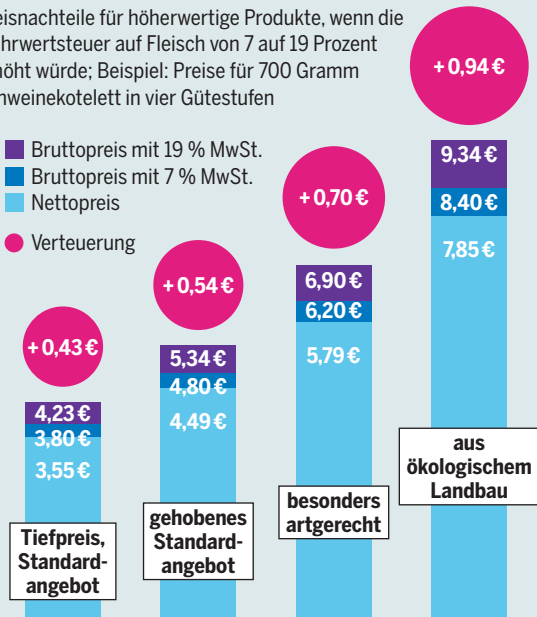 eisnachteile für höherwertige Produkte, wenn die
hrwertsteuer auf Fleisch von 7 auf 19 Prozent
höht würde; Beispiel: Preise für 700 Gramm
hweinekotelett in vier Gütestufen
Bruttopreis mit 19 % MwSt.
Bruttopreis mit 7 % MwSt.
Nettopreis
Verteuerung
+ 0,43 €
4,23 €
3,80 €
3,55 €
Tiefpreis,
Standard-
angebot
+ 0,54 €
5,34 €
4,80 €
4,49 €
gehobenes
Standard-
angebot
+ 0,70 €
6,90 €
6,20 €
5,79 €
besonders
artgerecht
+ 0,94 €
9,34 €
8,40 €
7,85 €
aus
ökologischem
Landbau